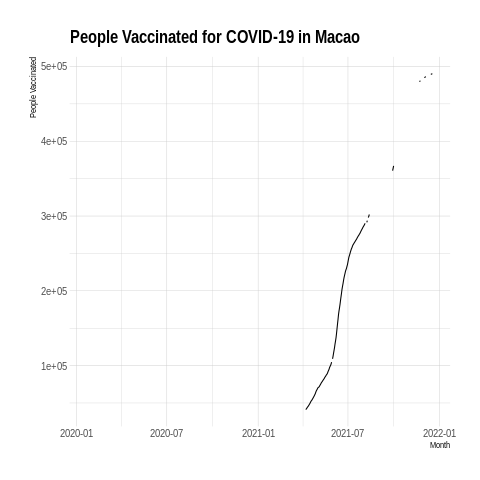 People Vaccinated for COVID-19 in Macao
People Vaccinated
5e+05
4e+05
3e+05
2e+05
1e+05
2020-01 2020-07 2021-01 2021-07 2022-01
Month